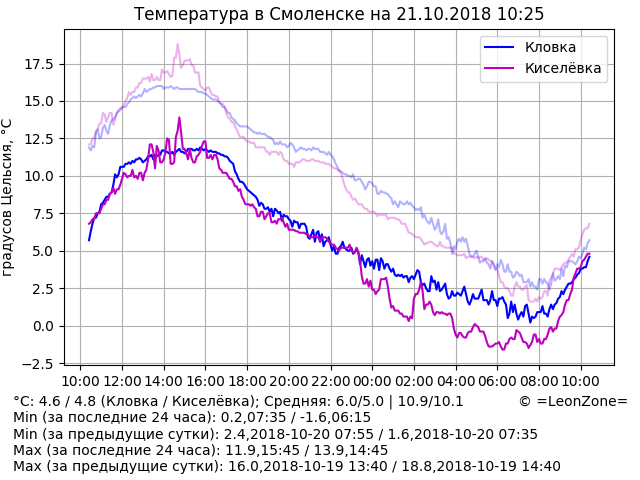 Температура в Смоленске на 21.10.2018 10:25
Кловка
Киселёвка
градусов Цельсия, °C
17.5
15.0
12.5
10.0
7.5
5.0
2.5
0.0
−2.5
10:00 12:00 14:00 16:00 18:00 20:00 22:00 00:00 02:00 04:00 06:00 08:00 10:00
°C: 4.6 / 4.8 (Кловка / Киселёвка); Средняя: 6.0/5.0 | 10.9/10.1 © =LeonZone=
Min (за последние 24 часа): 0.2,07:35 / -1.6,06:15
Min (за предыдущие сутки): 2.4,2018-10-20 07:55 / 1.6,2018-10-20 07:35
Max (за последние 24 часа): 11.9,15:45 / 13.9,14:45
Max (за предыдущие сутки): 16.0,2018-10-19 13:40 / 18.8,2018-10-19 14:40